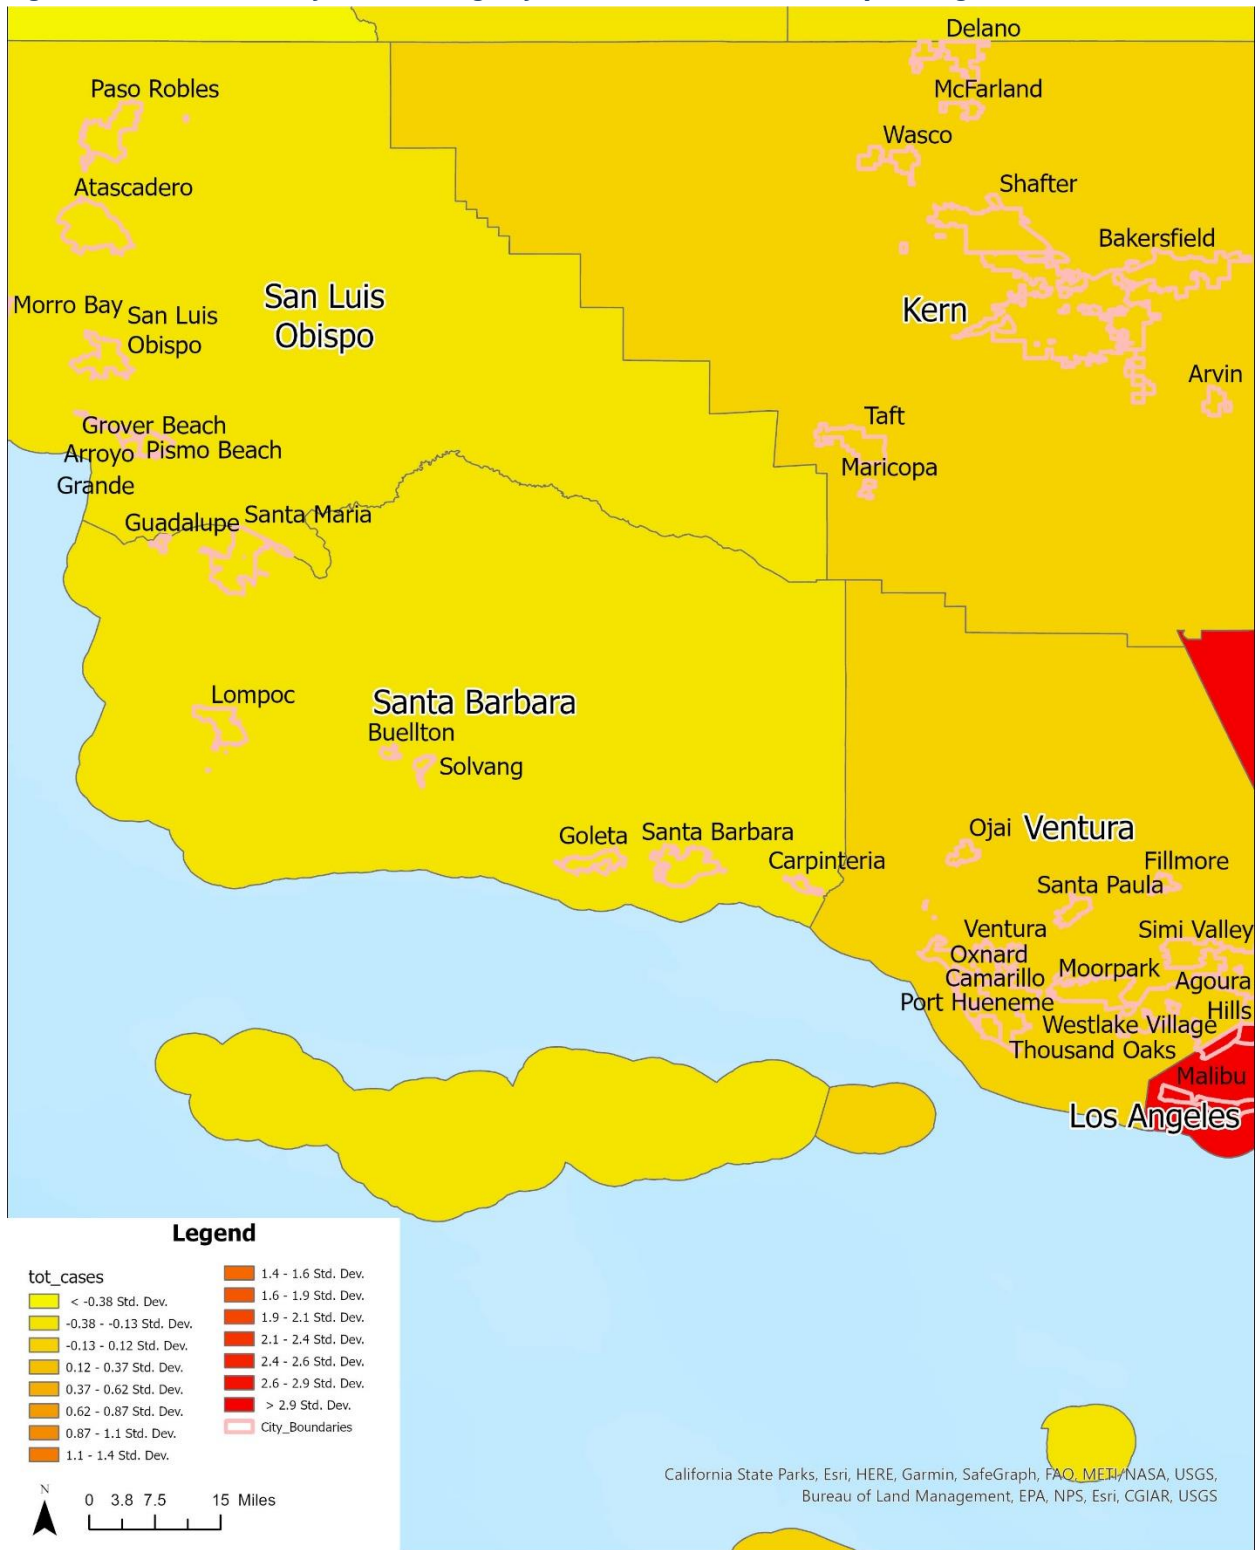 Delano
Paso Robles
McFarland
Wasco
Atascadero
Shafter
Bakersfield
Morro Bay
San Luis
Obispo
San Luis
Obispo
Kern
Arvin
Taft
Grover Beach
Arroyo
Grande
Pismo Beach
Maricopa
Guadalupe
Santa Maria
Lompoc
Santa Barbara
Buellton
Solvang
Goleta
Santa Barbara
Carpinteria
Ojai
Ventura
Fillmore
Santa Paula
Ventura
Simi Valley
Oxnard
Moorpark
Camarillo
Agoura
Hills
Port Hueneme
Westlake Village
Thousand Oaks
Malibu
Los Angeles
Legend
tot_cases
< -0.38 Std. Dev.
-0.38 - -0.13 Std. Dev.
-0.13 - 0.12 Std. Dev.
0.12 - 0.37 Std. Dev.
0.37 - 0.62 Std. Dev.
0.62 - 0.87 Std. Dev.
0.87 - 1.1 Std. Dev.
1.1 - 1.4 Std. Dev.
1.4 - 1.6 Std. Dev.
1.6 - 1.9 Std. Dev.
1.9 - 2.1 Std. Dev.
2.1 - 2.4 Std. Dev.
2.4 - 2.6 Std. Dev.
2.6 - 2.9 Std. Dev.
> 2.9 Std. Dev.
City_Boundaries
N
0 3.8 7.5 15 Miles
California State Parks, Esri, HERE, Garmin, SafeGraph, FAO, METI/NASA, USGS,
Bureau of Land Management, EPA, NPS, Esri, CGIAR, USGS